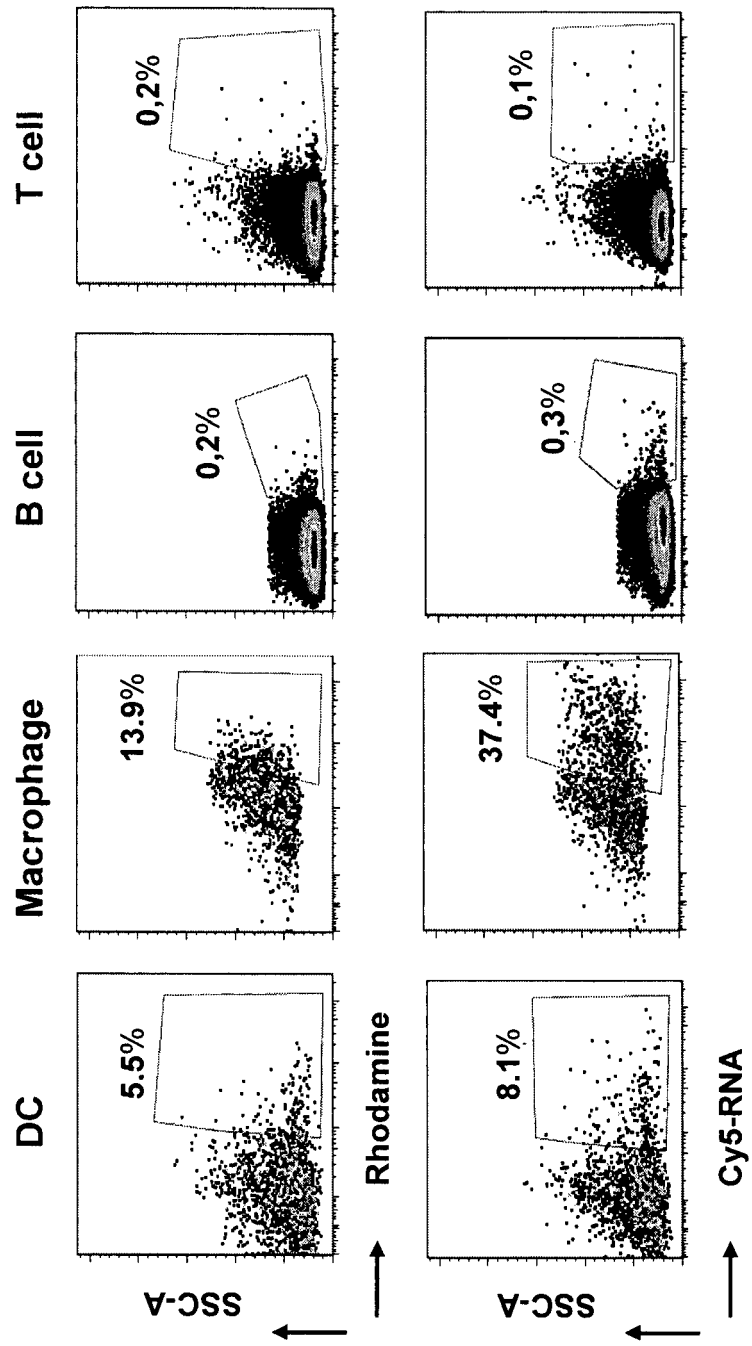 DC
Macrophage
B cell
T cell
5.5%
13.9%
0,2%
0,2%
SSC-A
Rhodamine
8.1%
37.4%
0,3%
0,1%
SSC-A
Cy5-RNA